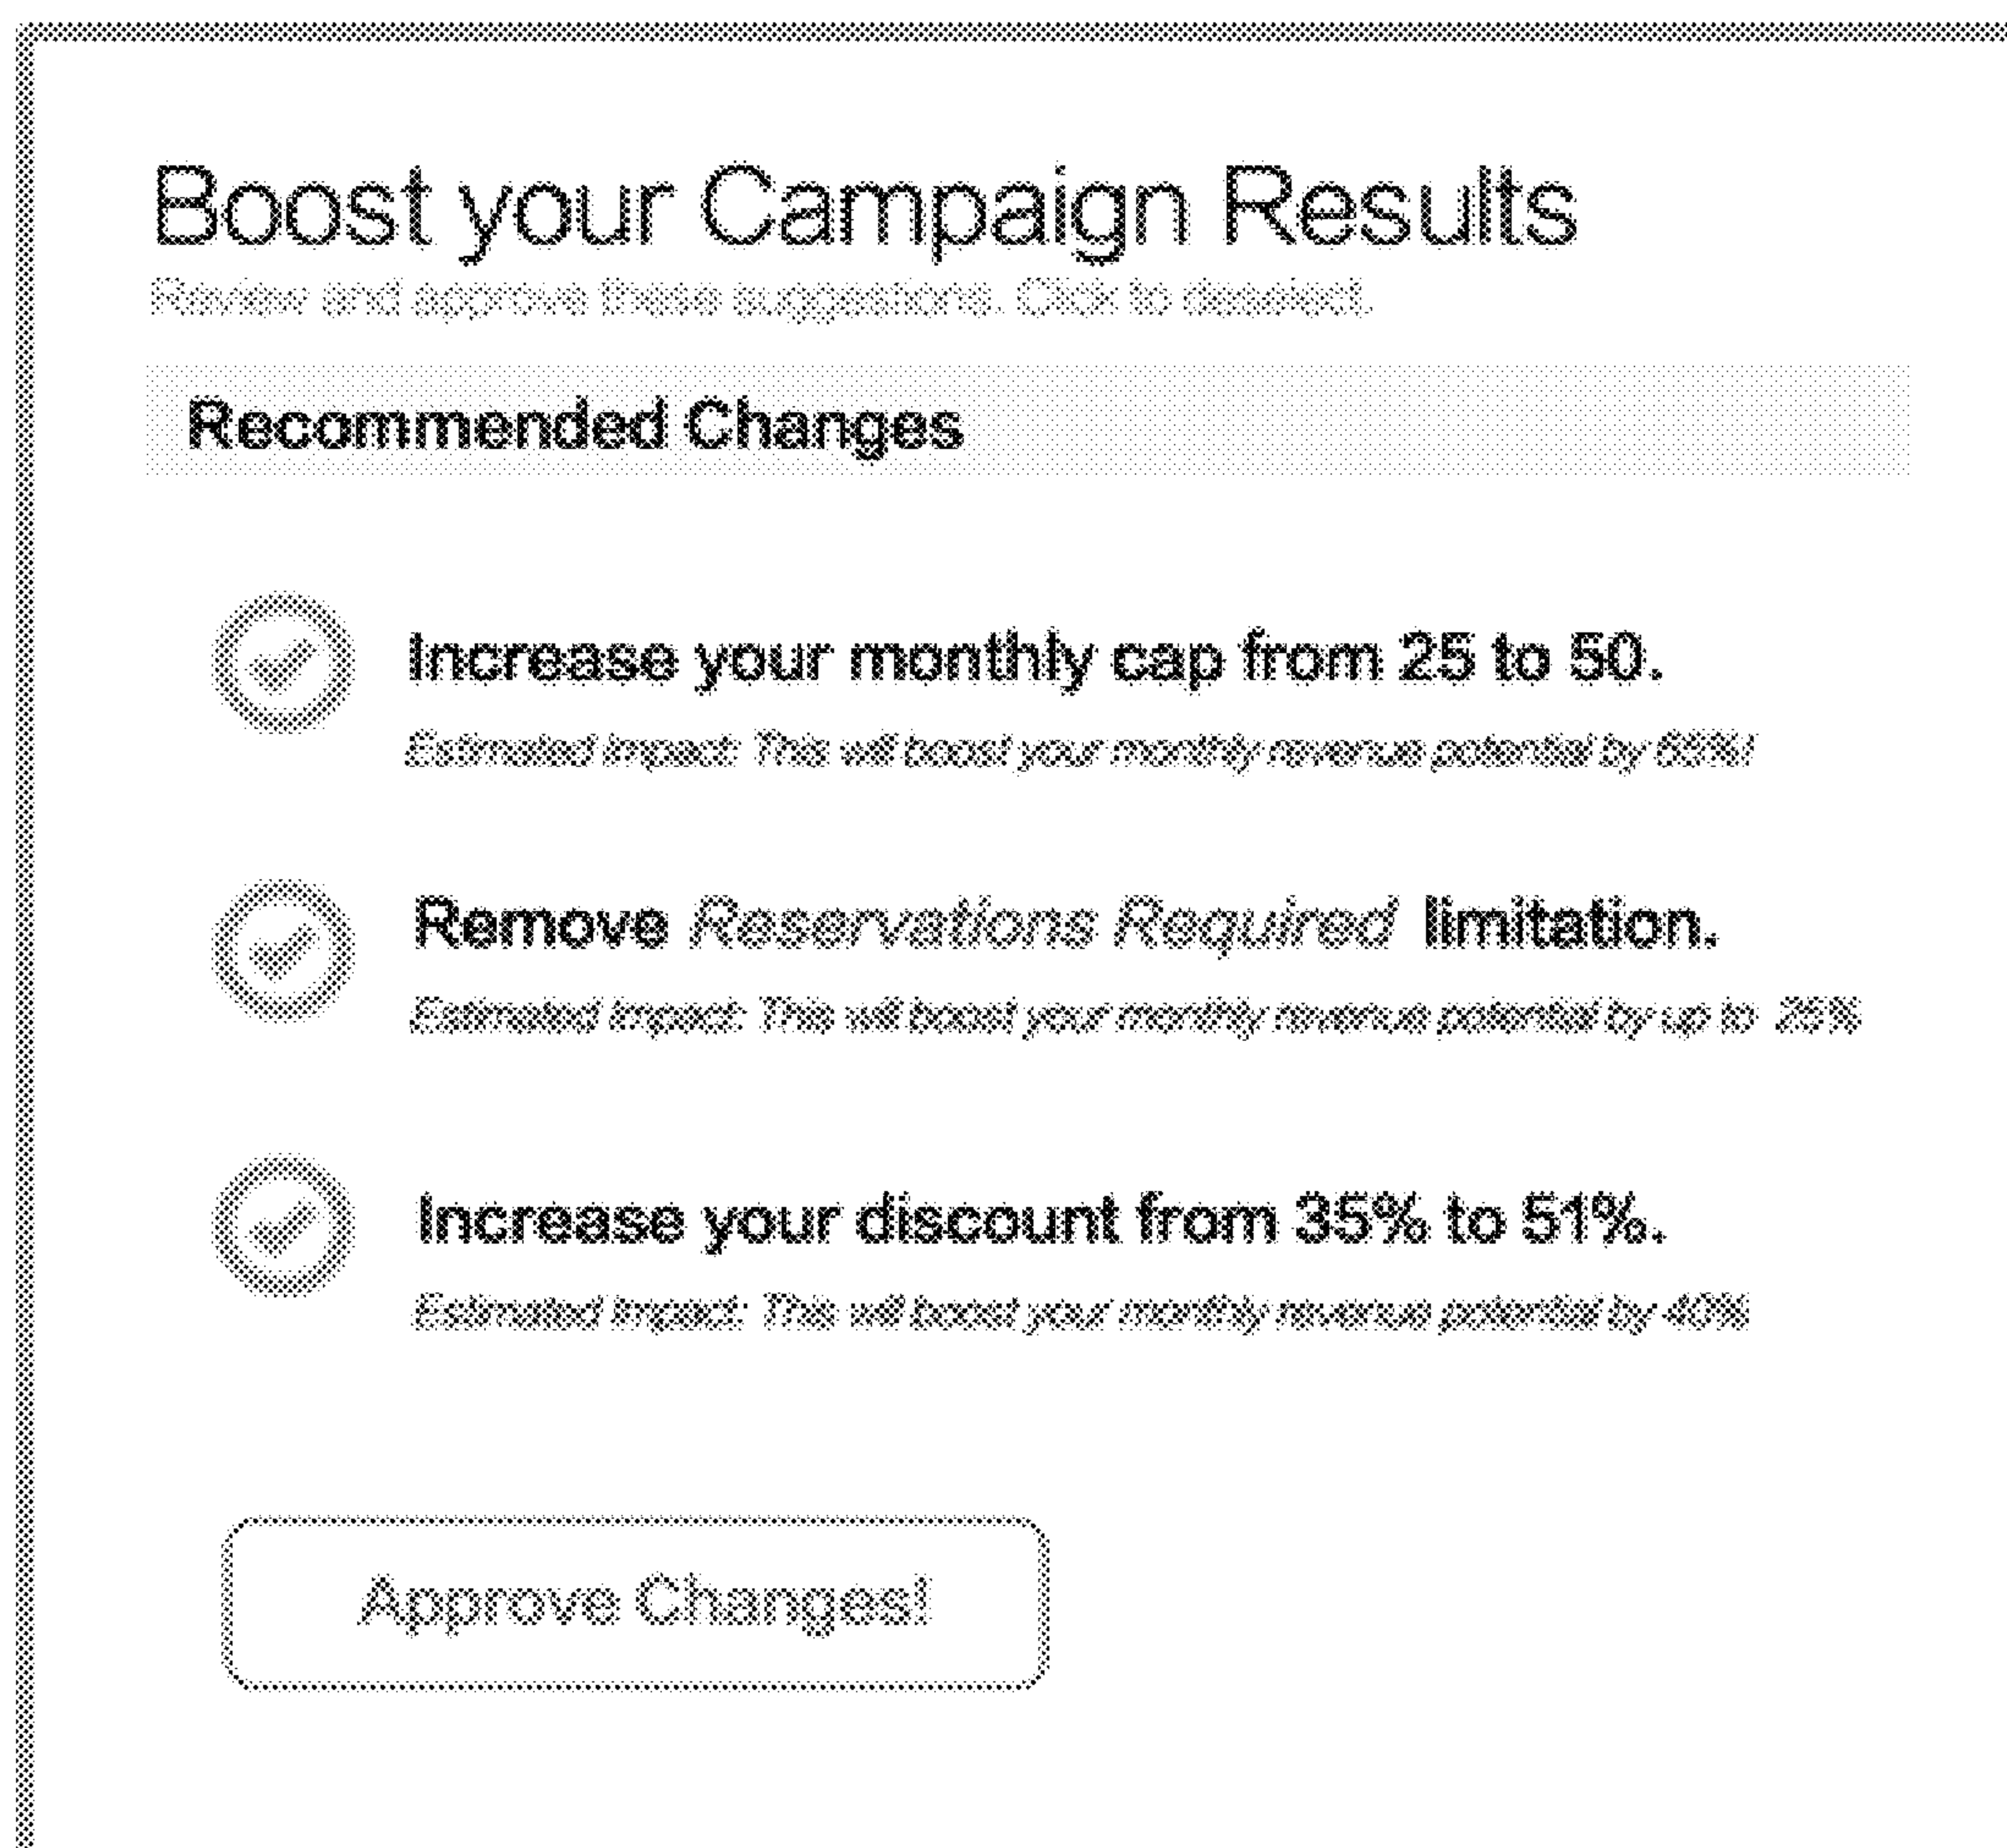 Boost your Campaign Results
Review and approve these suggestions. Click to deselect.
Recommended Changes
Increase your monthly cap from 25 to 50.
Estimated Impact: This will boost your monthly revenue potential by 65%!
Remove Reservations Required limitation.
Estimated Impact: This will boost your monthly revenue potential by up to 25%
Increase your discount from 35% to 51%.
Estimated Impact: This will boost your monthly revenue potential by 40%
Approve Changes!